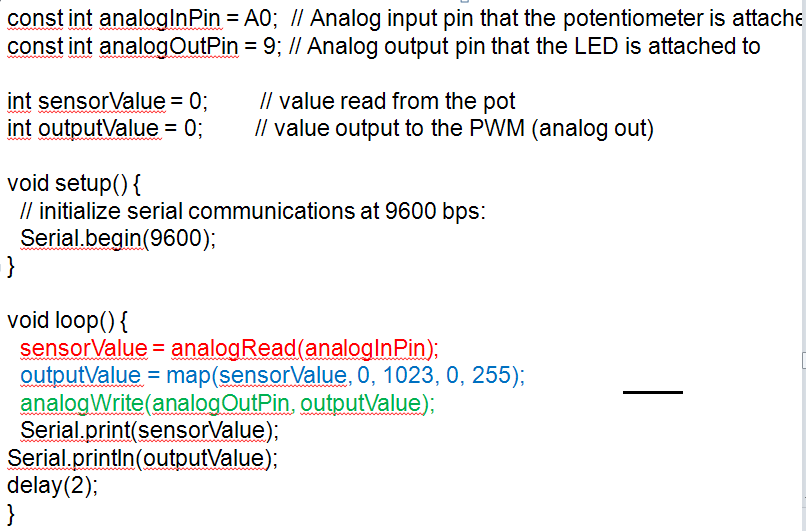 const int analogInPin = A0;  // Analog input pin that the potentiometer is attache
const int analogOutPin = 9; // Analog output pin that the LED is attached to
int sensorValue = 0;        // value read from the pot
int outputValue = 0;        // value output to the PWM (analog out)
void setup() {
  // initialize serial communications at 9600 bps:
  Serial.begin(9600);
}
void loop() {
  sensorValue = analogRead(analogInPin);
  outputValue = map(sensorValue, 0, 1023, 0, 255);
  analogWrite(analogOutPin, outputValue);
  Serial.print(sensorValue);
Serial.println(outputValue);
delay(2);
}